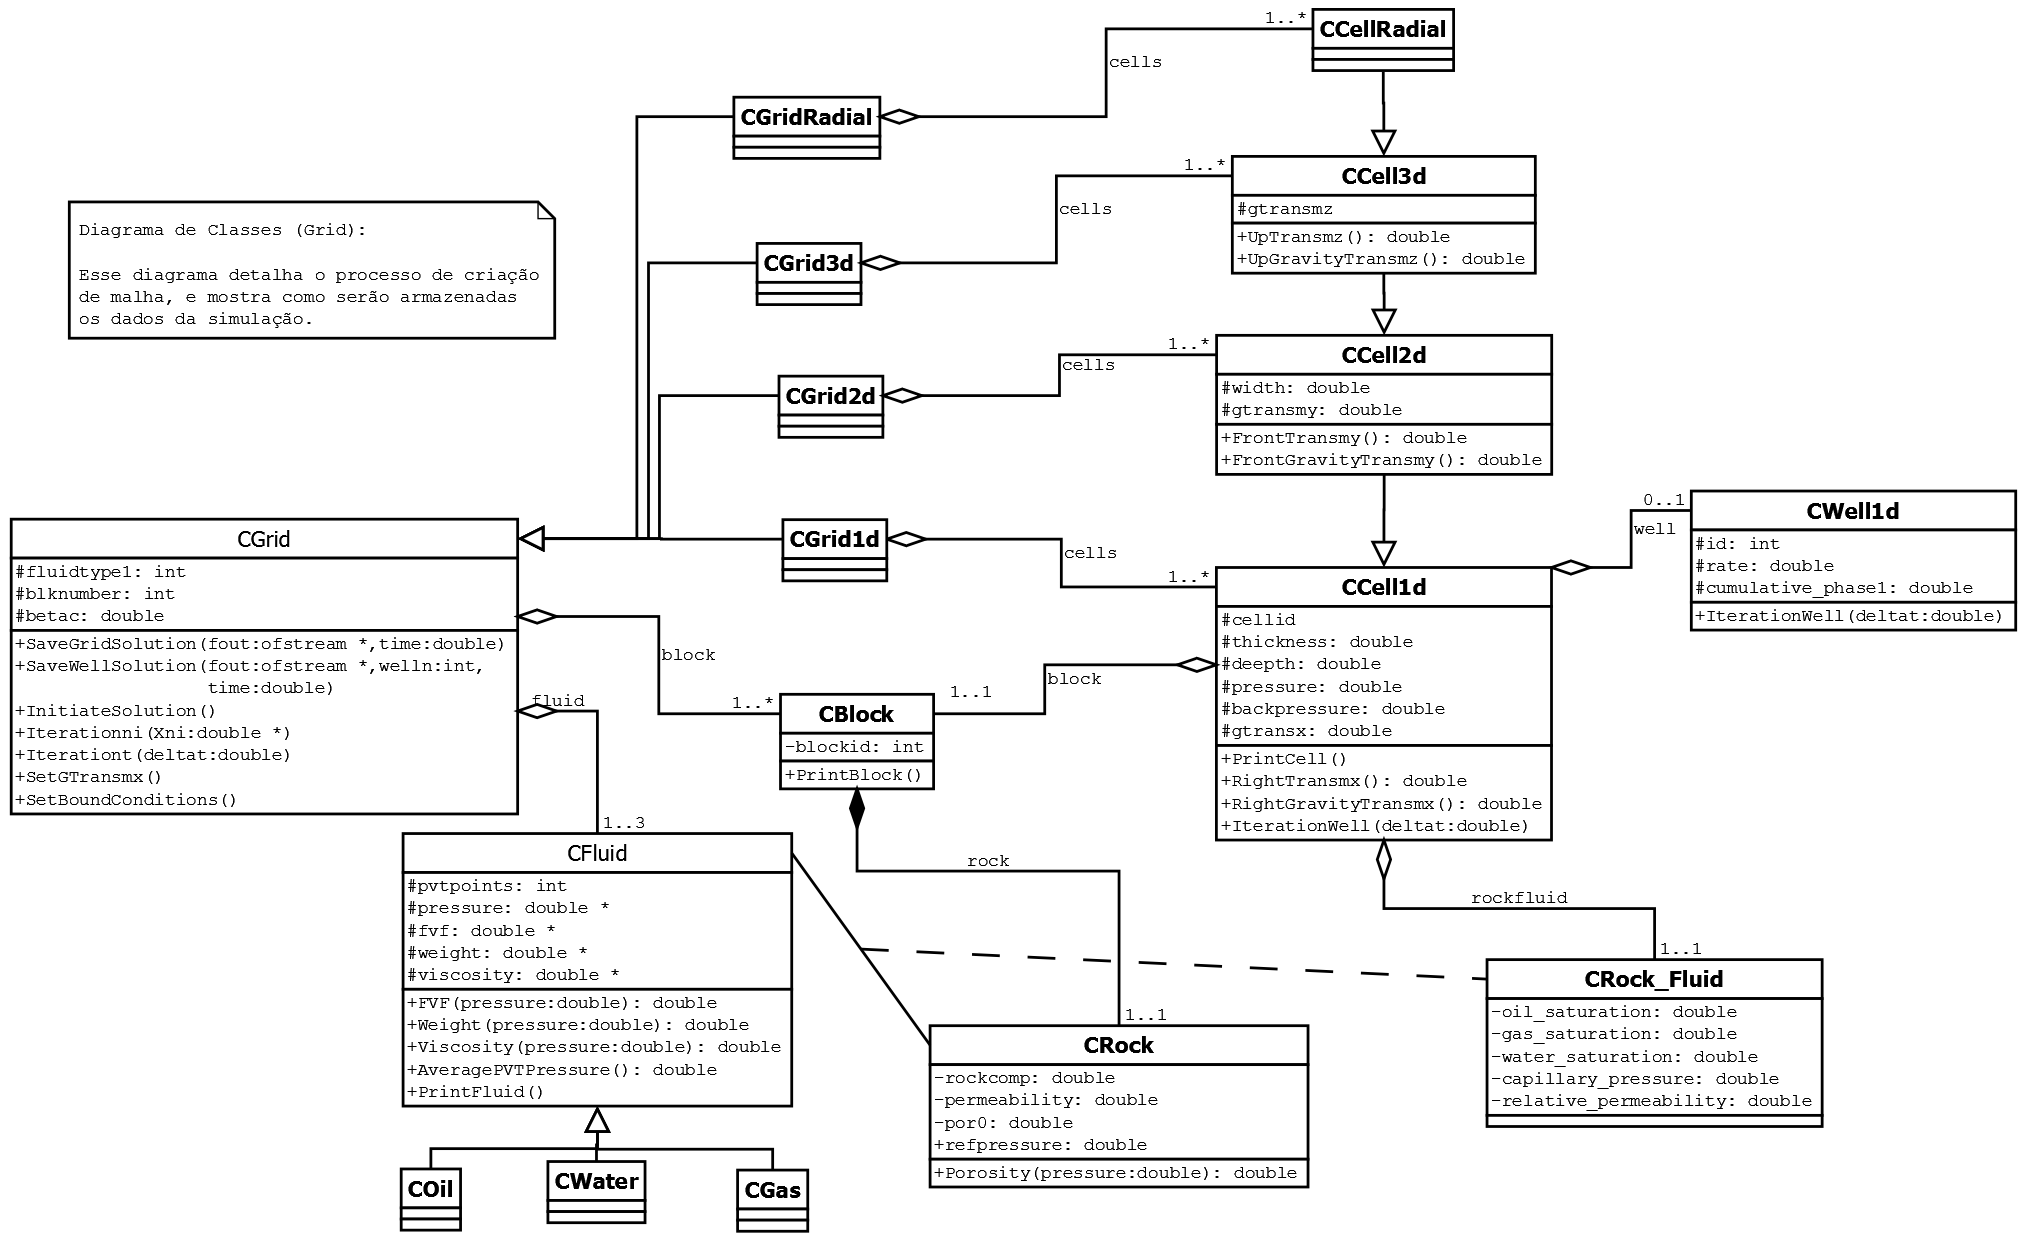 1..*
CCellRadial
cells
CGridRadial
1..*
CCell3d
#gtransmz
+UpTransmz(): double
+UpGravityTransmz(): double
cells
Diagrama de Classes (Grid):
Esse diagrama detalha o processo de criação
de malha, e mostra como serão armazenadas
os dados da simulação.
CGrid3d
1..*
CCell2d
#width: double
#gtransmy: double
+FrontTransmy(): double
+FrontGravityTransmy(): double
cells
CGrid2d
CGrid
#fluidtype1: int
#blknumber: int
#betac: double
+SaveGridSolution(fout:ofstream *,time:double)
+SaveWellSolution(fout:ofstream *,welln:int,
time:double)
+InitiateSolution()
+Iterationni(Xni:double *)
+Iterationt(deltat:double)
+SetGTransmx()
+SetBoundConditions()
CGrid1d
cells
1..*
CCell1d
#cellid
#thickness: double
#deepth: double
#pressure: double
#backpressure: double
#gtransx: double
+PrintCell()
+RightTransmx(): double
+RightGravityTransmx(): double
+IterationWell(deltat:double)
0..1
well
CWell1d
#id: int
#rate: double
#cumulative_phase1: double
+IterationWell(deltat:double)
block
1..*
block
1..1
CBlock
-blockid: int
+PrintBlock()
fluid
1..3
CFluid
#pvtpoints: int
#pressure: double *
#fvf: double *
#weight: double *
#viscosity: double *
+FVF(pressure:double): double
+Weight(pressure:double): double
+Viscosity(pressure:double): double
+AveragePVTPressure(): double
+PrintFluid()
rock
1..1
CRock
-rockcomp: double
-permeability: double
-por0: double
+refpressure: double
+Porosity(pressure:double): double
rockfluid
1..1
CRock_Fluid
-oil_saturation: double
-gas_saturation: double
-water_saturation: double
-capillary_pressure: double
-relative_permeability: double
COil
CWater
CGas